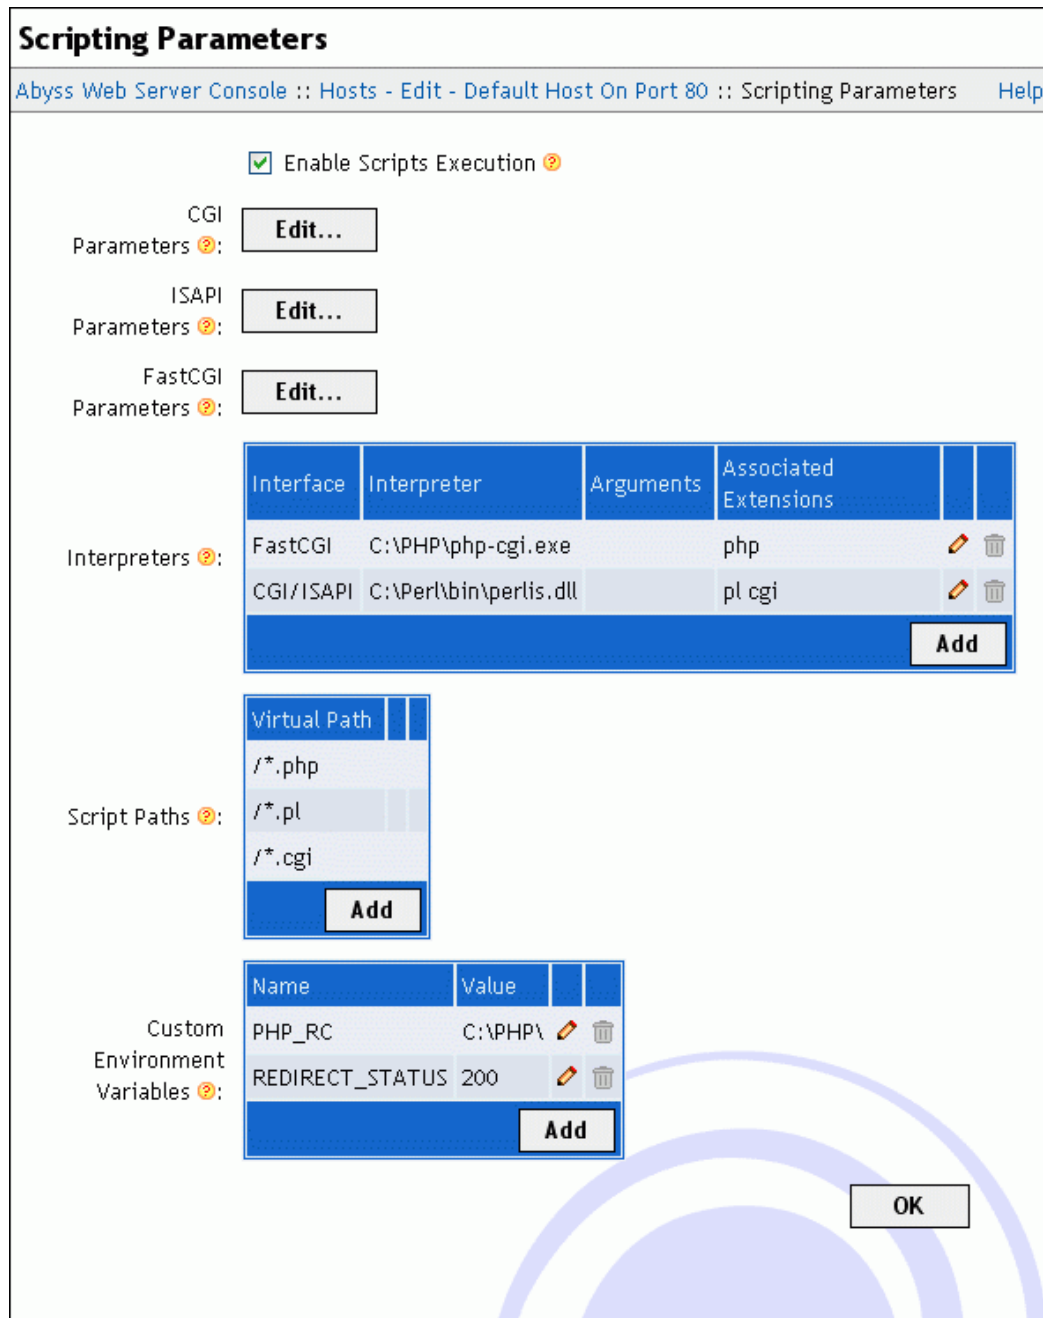 Scripting Parameters
Abyss Web Server Console :: Hosts - Edit - Default Host On Port 80 :: Scripting Parameters Help
Enable Scripts Execution
CGI
Parameters :
Edit...
ISAPI
Parameters :
Edit...
FastCGI
Parameters :
Edit...
Interpreters :
Interface Interpreter Arguments Associated
Extensions
FastCGI C:\PHP\php-cgi.exe php
CGI/ISAPI C:\Perl\bin\perlis.dll pl cgi
Add
Script Paths :
Virtual Path
/*.php
/*.pl
/*.cgi
Add
Custom
Environment
Variables :
Name Value
PHP_RC C:\PHP\
REDIRECT_STATUS 200
Add
OK